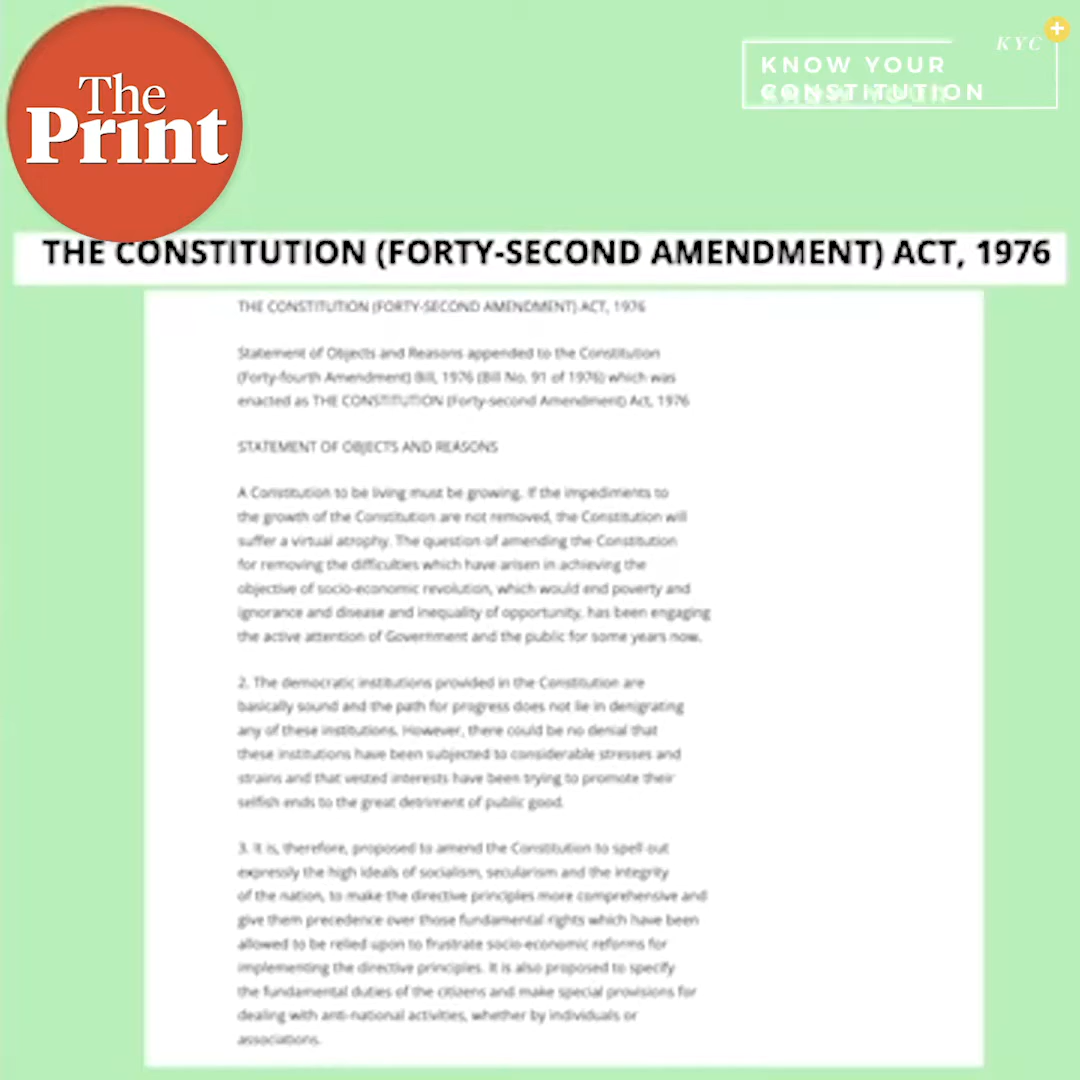 The
Print
KYC
KNOW YOUR
CONSTITUTION
THE CONSTITUTION (FORTY-SECOND AMENDMENT) ACT, 1976
THE CONSTITUTION (FORTY-SECOND AMENDMENT) ACT, 1976
Statement of Objects and Reasons appended to the Constitution
(Forty-fourth Amendment) Bill, 1976 (Bill No. 91 of 1976) which was
enacted as THE CONSTITUTION (Forty-second Amendment) Act, 1976
STATEMENT OF OBJECTS AND REASONS
A Constitution to be living must be growing. If the impediments to
the growth of the Constitution are not removed, the Constitution will
suffer a virtual atrophy. The question of amending the Constitution
for removing the difficulties which have arisen in achieving the
objective of socio-economic revolution, which would end poverty and
ignorance and disease and inequality of opportunity, has been engaging
the active attention of Government and the public for some years now.
2. The democratic institutions provided in the Constitution are
basically sound and the path for progress does not lie in denigrating
any of these institutions. However, there could be no denial that
these institutions have been subjected to considerable stresses and
strains and that vested interests have been trying to promote their
selfish ends to the great detriment of public good.
3. It is, therefore, proposed to amend the Constitution to spell out
expressly the high ideals of socialism, secularism and the integrity
of the nation, to make the directive principles more comprehensive and
give them precedence over those fundamental rights which have been
allowed to be relied upon to frustrate socio-economic reforms for
implementing the directive principles. It is also proposed to specify
the fundamental duties of the citizens and make special provisions for
dealing with anti-national activities, whether by individuals or
associations.